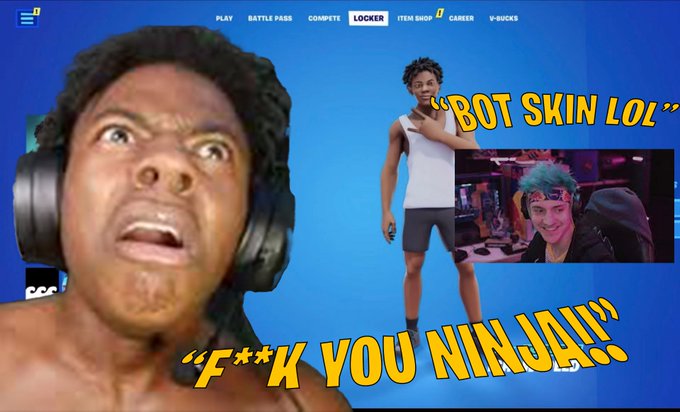 1
PLAY BATTLE PASS COMPETE LOCKER ITEM SHOP CAREER V-BUCKS
“BOT SKIN LOL”
“F**K YOU NINJA!!”